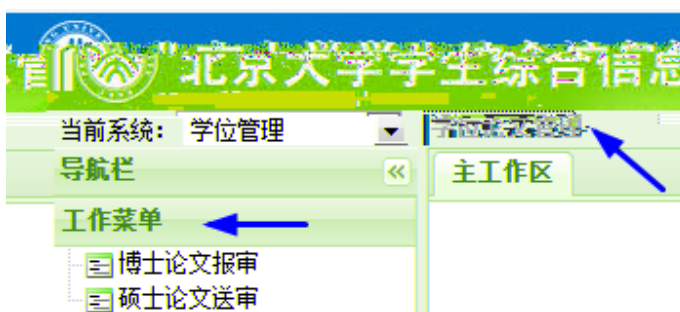 北京大学学生综合信息
当前系统： 学位管理
导航栏 主工作区
工作菜单
博士论文报审
硕士论文送审